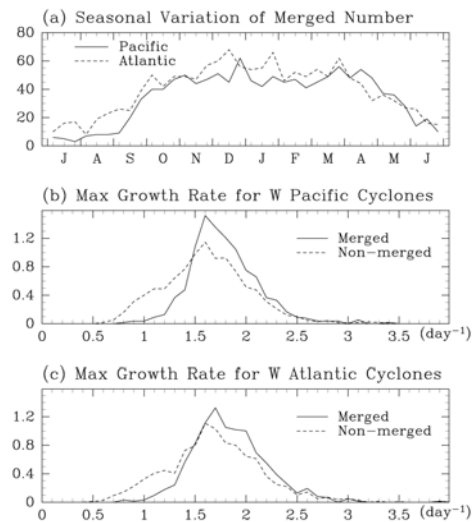 (a) Seasonal Variation of Merged Number
80
60
40
20
0
Pacific
Atlantic
J A S O N D J F M A M J
(b) Max Growth Rate for W Pacific Cyclones
1.2
0.8
0.4
0
Merged
Non-merged
0 0.5 1 1.5 2 2.5 3 3.5 (day⁻¹)
(c) Max Growth Rate for W Atlantic Cyclones
1.2
0.8
0.4
0
Merged
Non-merged
0 0.5 1 1.5 2 2.5 3 3.5 (day⁻¹)